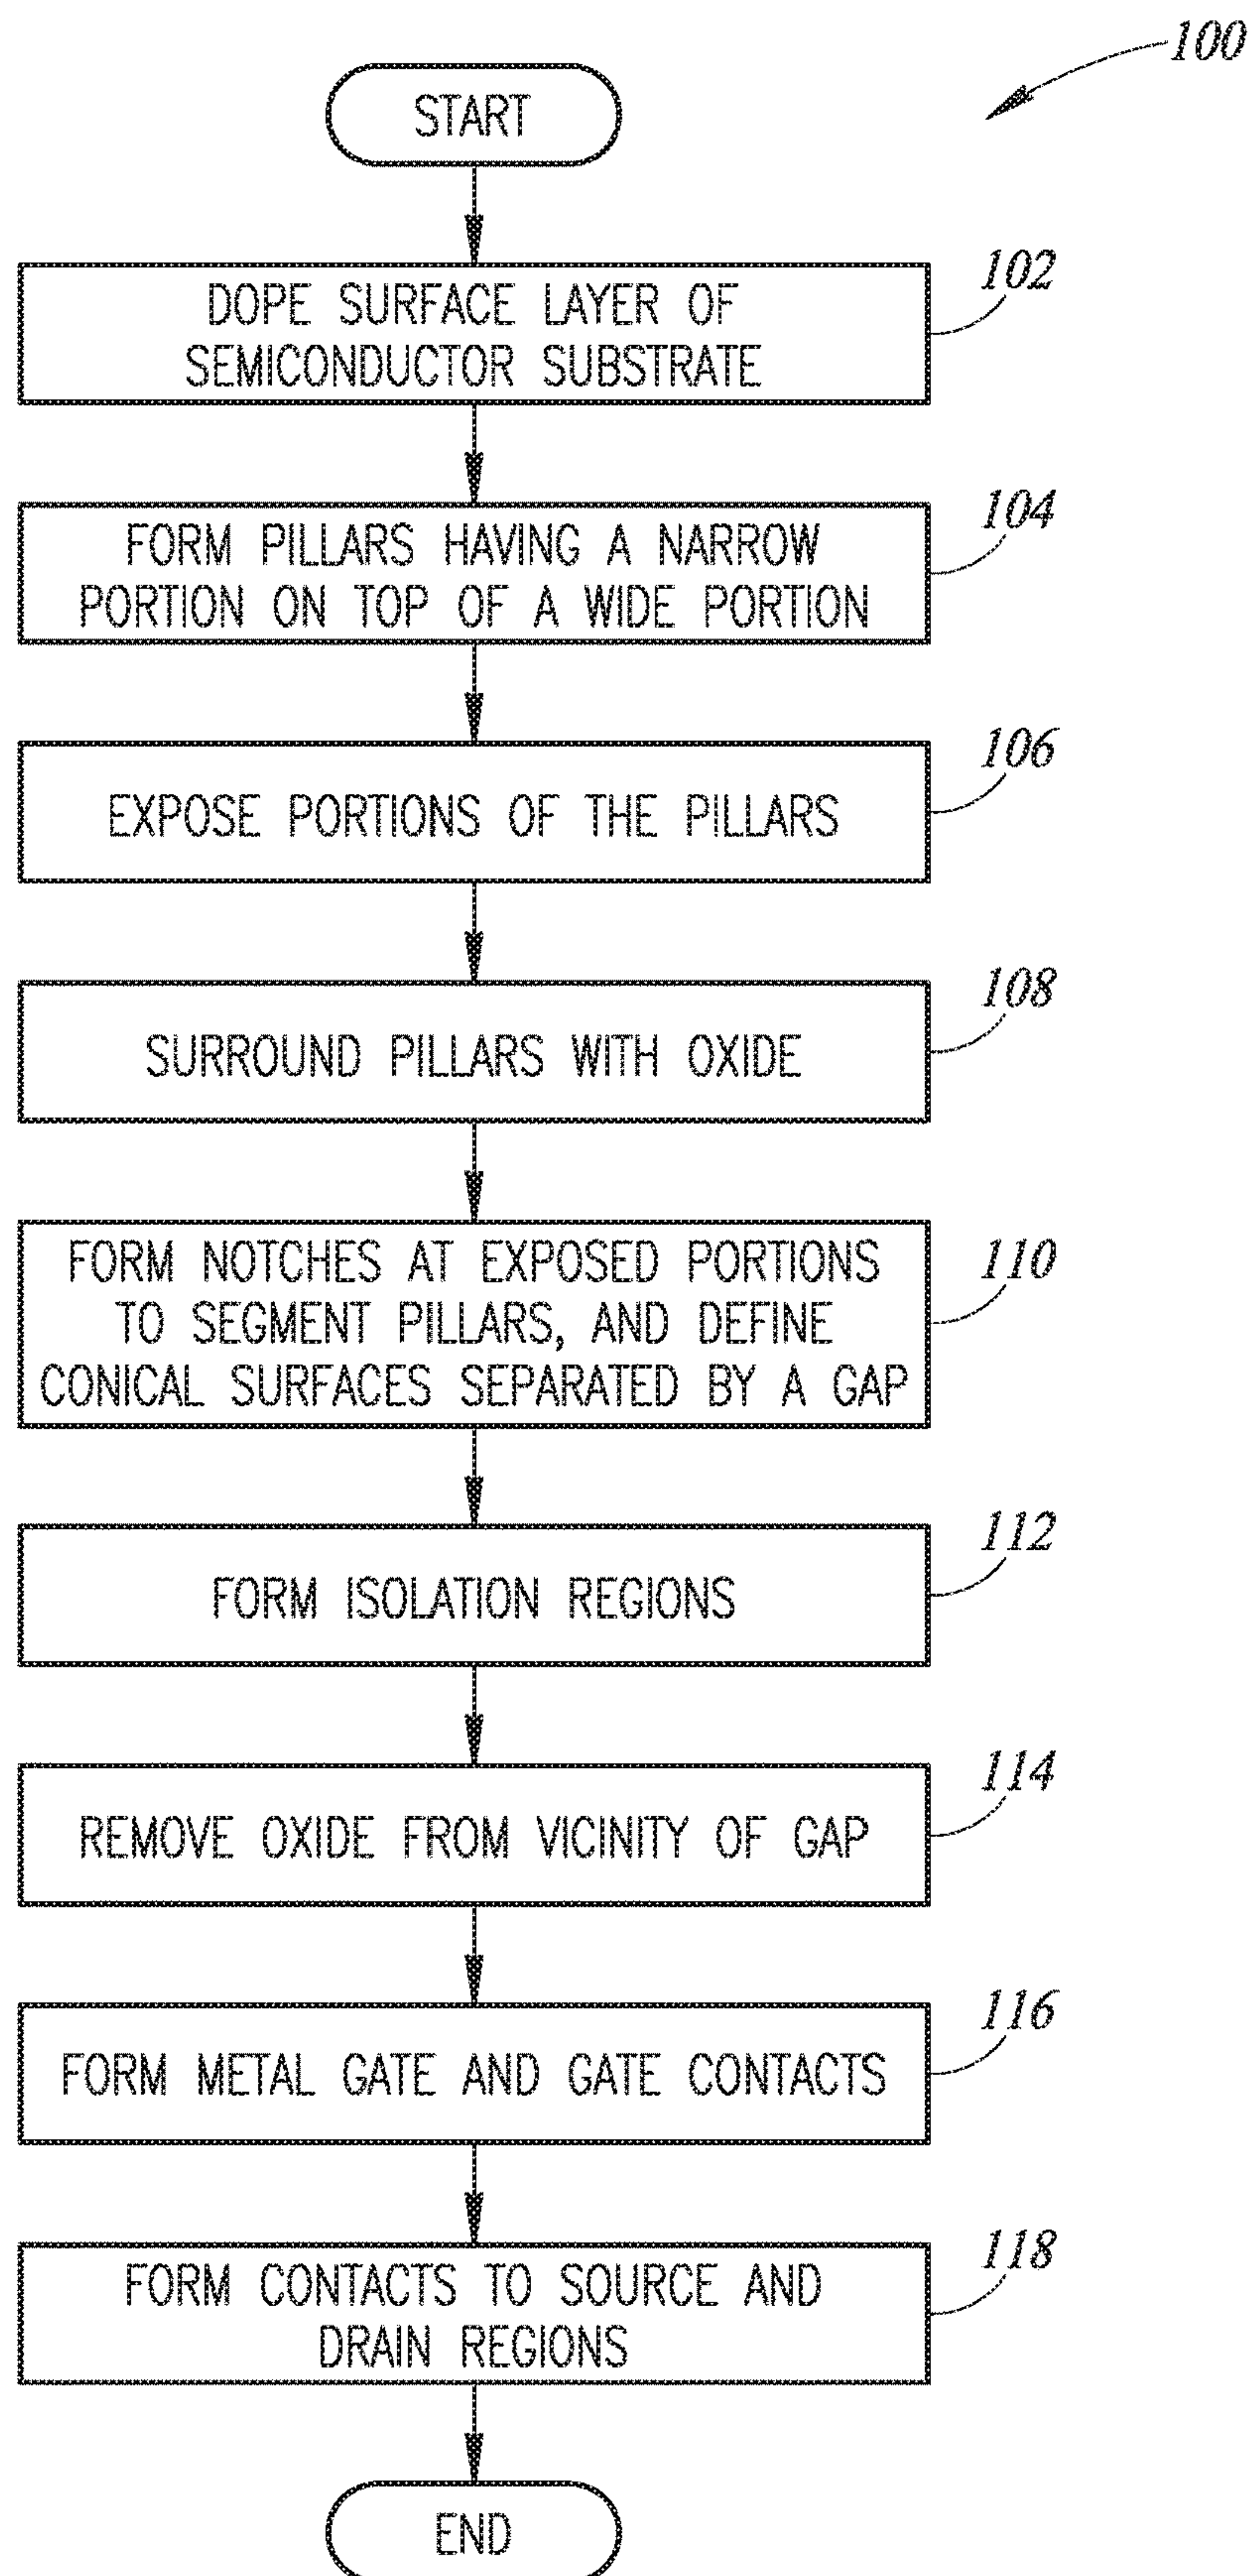 100
START
102
DOPE SURFACE LAYER OF
SEMICONDUCTOR SUBSTRATE
104
FORM PILLARS HAVING A NARROW
PORTION ON TOP OF A WIDE PORTION
106
EXPOSE PORTIONS OF THE PILLARS
108
SURROUND PILLARS WITH OXIDE
110
FORM NOTCHES AT EXPOSED PORTIONS
TO SEGMENT PILLARS, AND DEFINE
CONICAL SURFACES SEPARATED BY A GAP
112
FORM ISOLATION REGIONS
114
REMOVE OXIDE FROM VICINITY OF GAP
116
FORM METAL GATE AND GATE CONTACTS
118
FORM CONTACTS TO SOURCE AND
DRAIN REGIONS
END